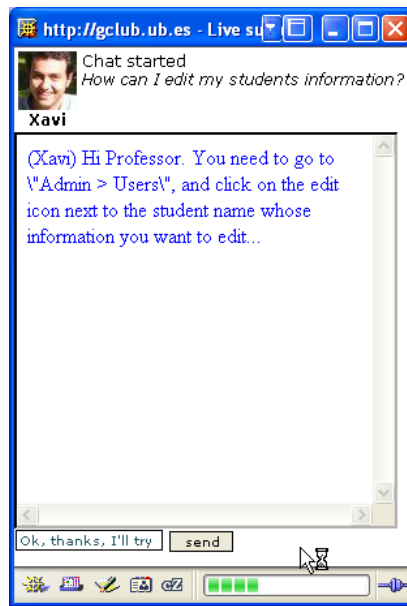 http://gclub.ub.es - Live su
Chat started
How can I edit my students information?
Xavi
(Xavi) Hi Professor. You need to go to
\"Admin > Users\", and click on the edit
icon next to the student name whose
information you want to edit...
Ok, thanks, I'll try
send